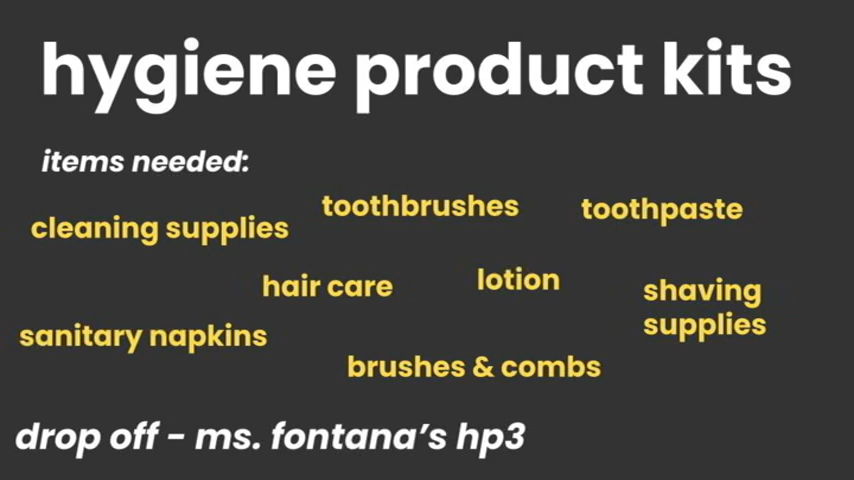 hygiene product kits
items needed:
toothbrushes
toothpaste
cleaning supplies
hair care
lotion
shaving
supplies
sanitary napkins
brushes & combs
drop off - ms. fontana's hp3